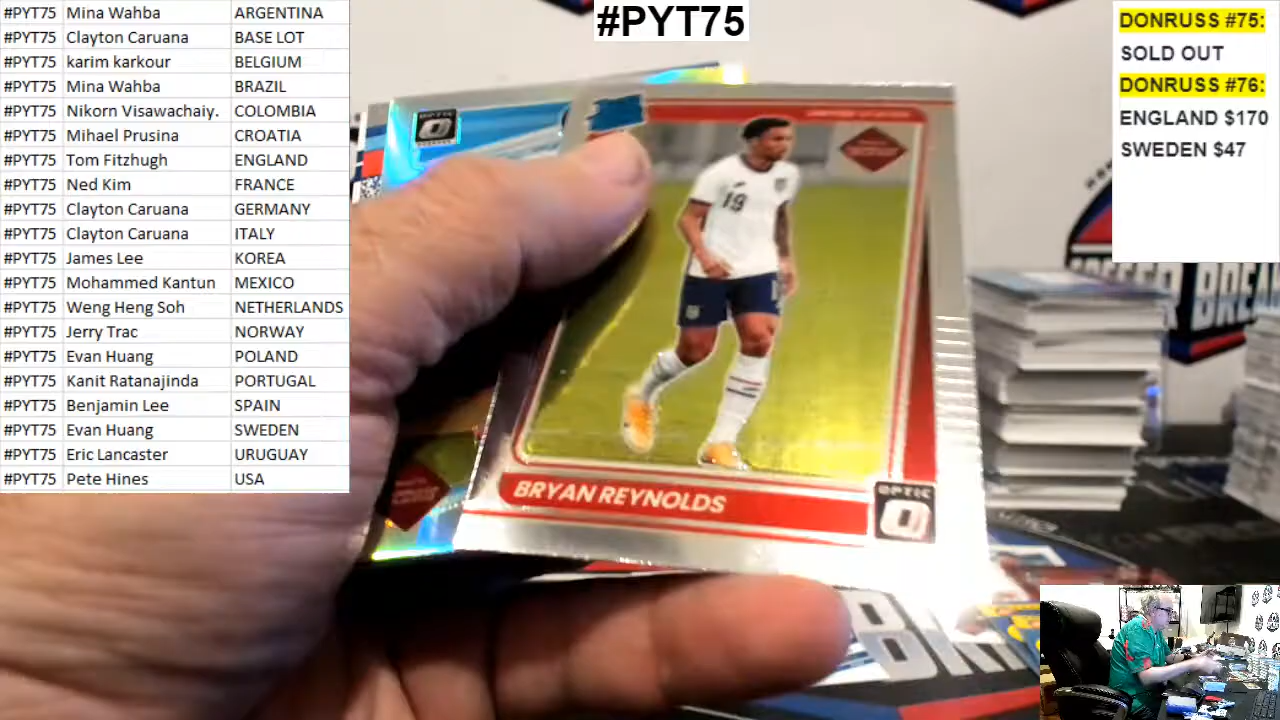 #PYT75 Mina Wahba ARGENTINA
#PYT75 Clayton Caruana BASE LOT
#PYT75 karim karkour BELGIUM
#PYT75 Mina Wahba BRAZIL
#PYT75 Nikorn Visawachaiy. COLOMBIA
#PYT75 Mihael Prusina CROATIA
#PYT75 Tom Fitzhugh ENGLAND
#PYT75 Ned Kim FRANCE
#PYT75 Clayton Caruana GERMANY
#PYT75 Clayton Caruana ITALY
#PYT75 James Lee KOREA
#PYT75 Mohammed Kantun MEXICO
#PYT75 Weng Heng Soh NETHERLANDS
#PYT75 Jerry Trac NORWAY
#PYT75 Evan Huang POLAND
#PYT75 Kanit Ratanajinda PORTUGAL
#PYT75 Benjamin Lee SPAIN
#PYT75 Evan Huang SWEDEN
#PYT75 Eric Lancaster URUGUAY
#PYT75 Pete Hines USA
#PYT75
DONRUSS #75:
SOLD OUT
DONRUSS #76:
ENGLAND $170
SWEDEN $47
19
BRYAN REYNOLDS
OPTIC